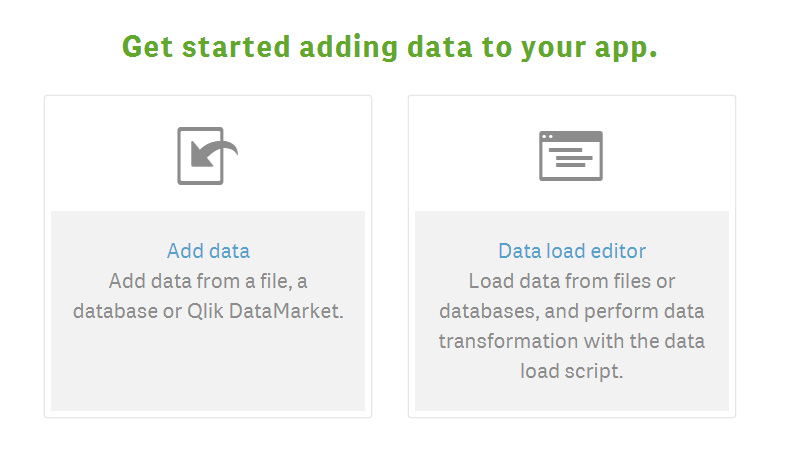 Get started adding data to your app.
Add data
Add data from a file, a
database or Qlik DataMarket.
Data load editor
Load data from files or
databases, and perform data
transformation with the data
load script.